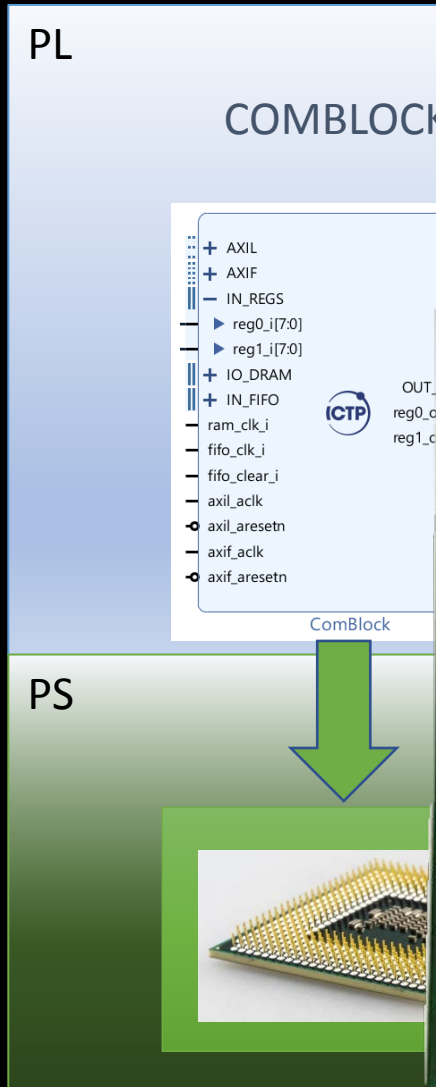 PL
COMBLOCK
+ AXIL
+ AXIF
− IN_REGS
reg0_i[7:0]
reg1_i[7:0]
+ IO_DRAM
+ IN_FIFO
ram_clk_i
fifo_clk_i
fifo_clear_i
axil_aclk
axil_aresetn
axif_aclk
axif_aresetn
ICTP
OUT_
reg0_o
ComBlock
PS